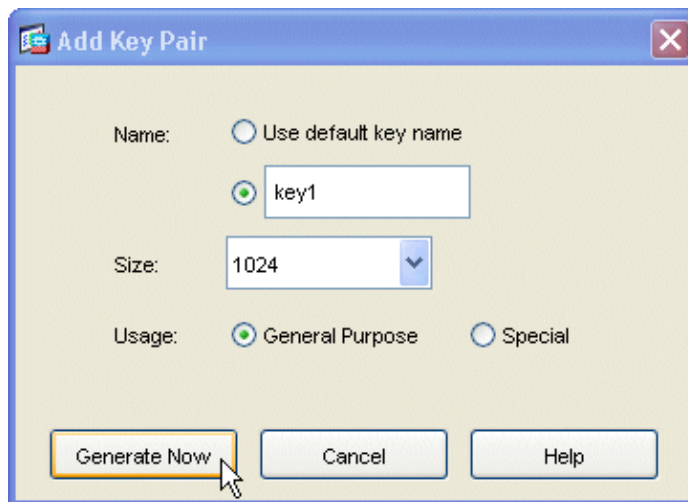 Add Key Pair
Name: Use default key name
key1
Size: 1024
Usage: General Purpose Special
Generate Now Cancel Help